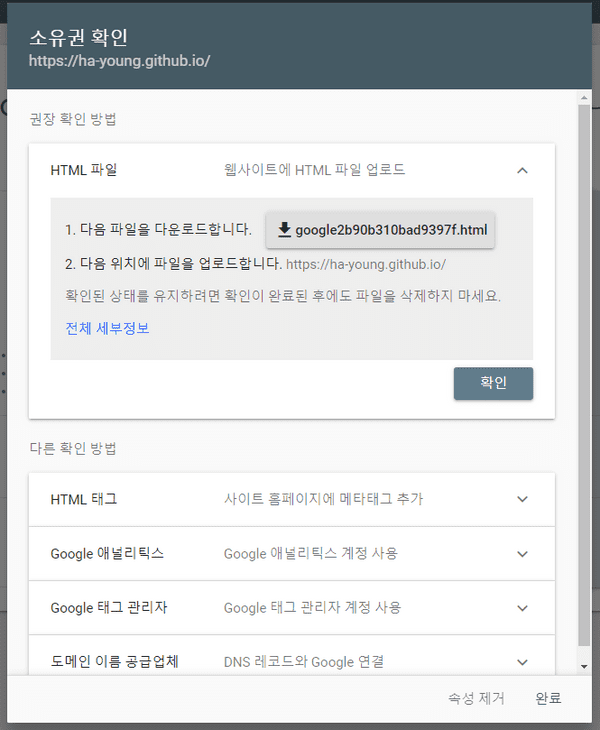 소유권 확인
https://ha-young.github.io/
권장 확인 방법
HTML 파일 웹사이트에 HTML 파일 업로드
1. 다음 파일을 다운로드합니다. google2b90b310bad9397f.html
2. 다음 위치에 파일을 업로드합니다. https://ha-young.github.io/
확인된 상태를 유지하려면 확인이 완료된 후에도 파일을 삭제하지 마세요.
전체 세부정보
확인
다른 확인 방법
HTML 태그 사이트 홈페이지에 메타태그 추가
Google 애널리틱스 Google 애널리틱스 계정 사용
Google 태그 관리자 Google 태그 관리자 계정 사용
도메인 이름 공급업체 DNS 레코드와 Google 연결
속성 제거 완료